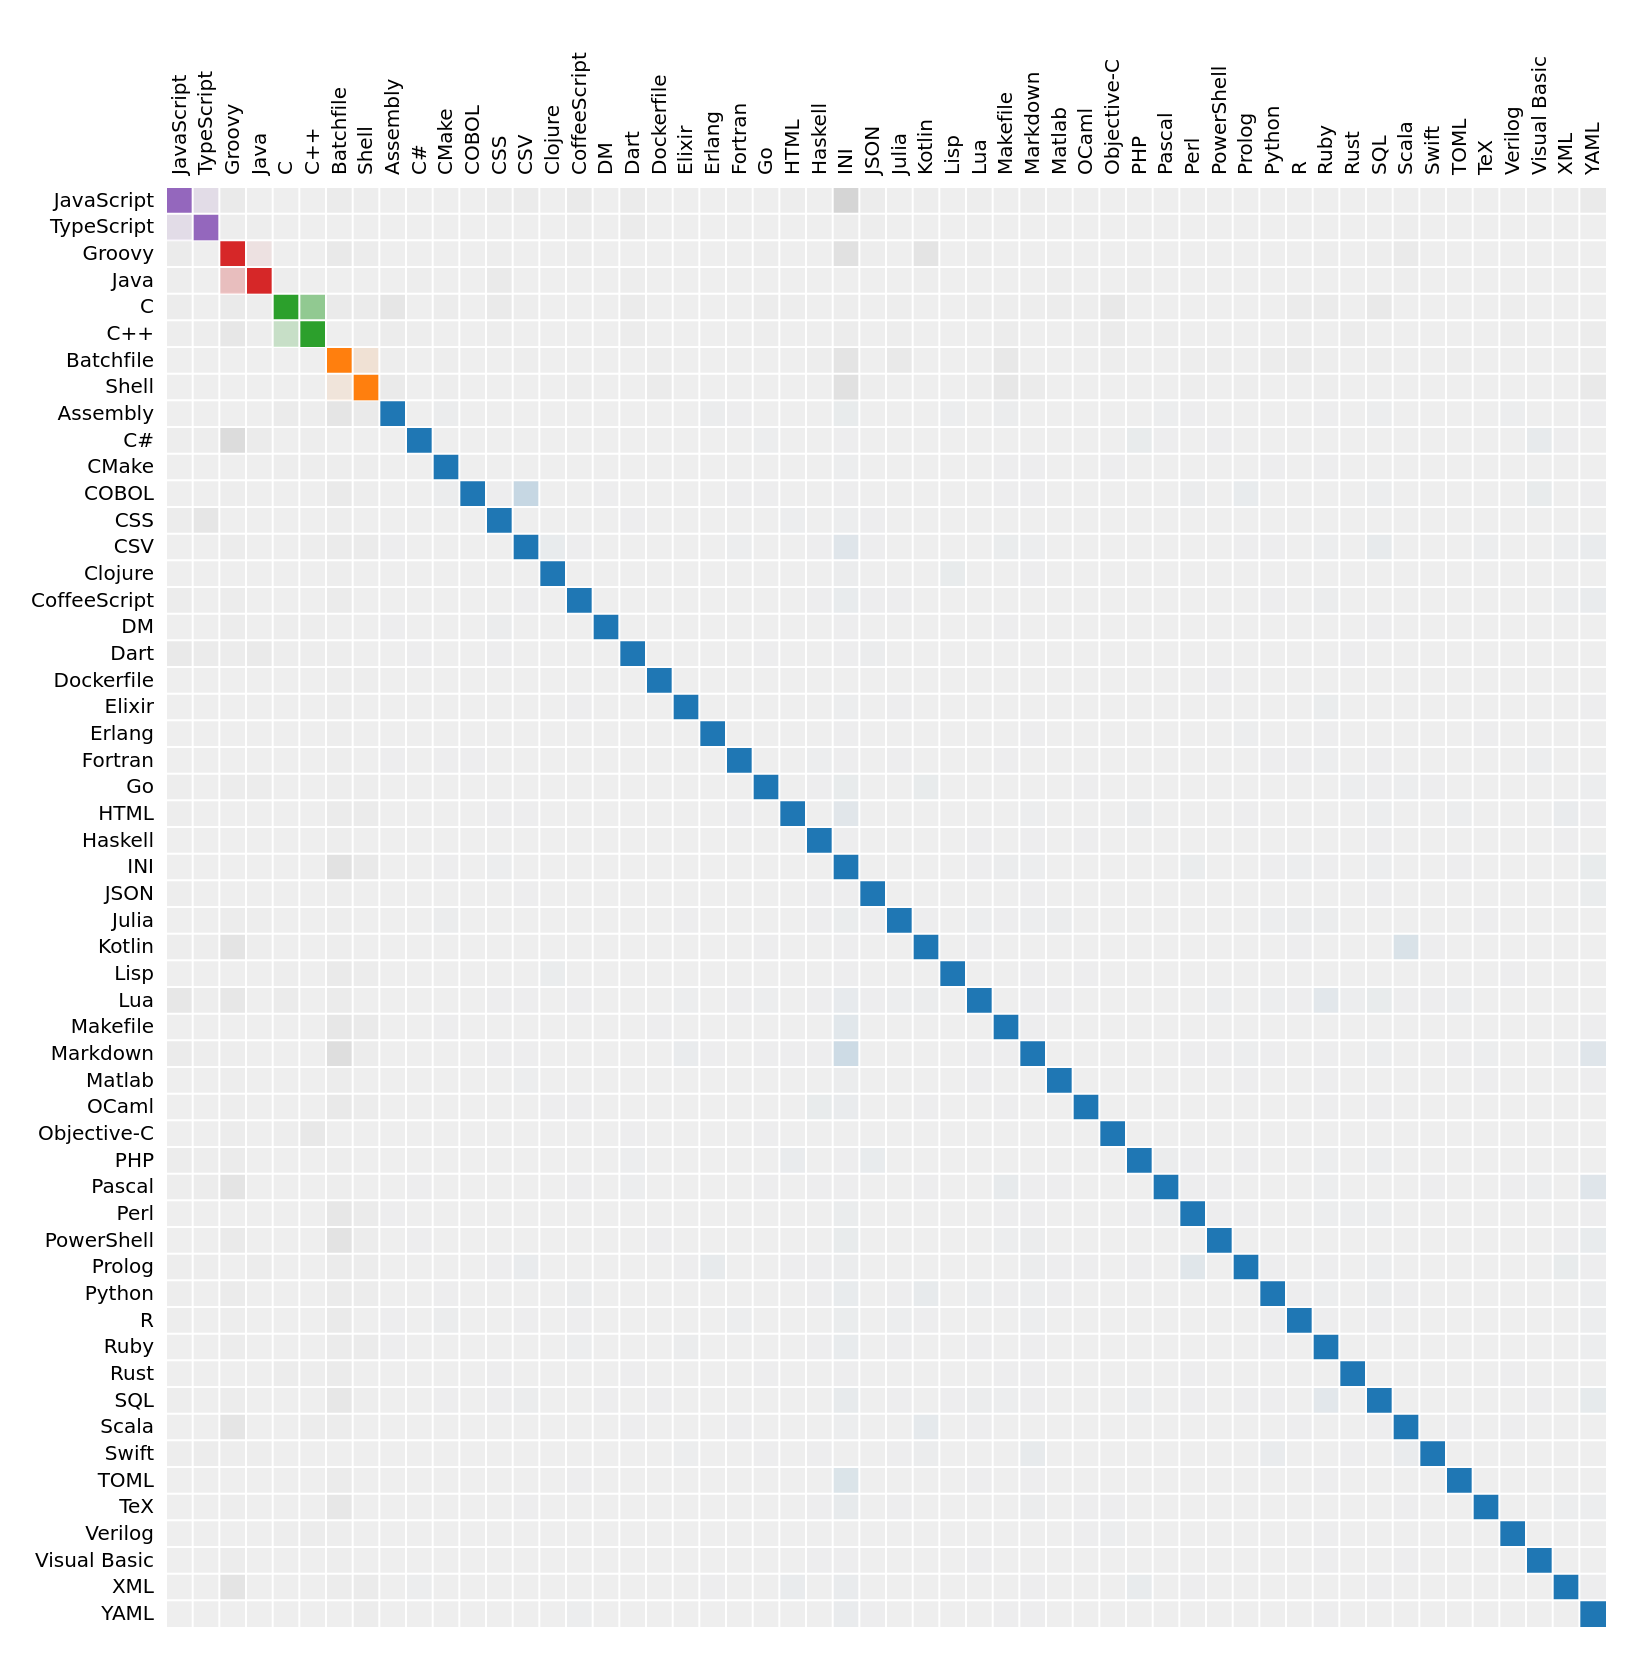 JavaScript
TypeScript
Groovy
Java
C
C++
Batchfile
Shell
Assembly
C#
CMake
COBOL
CSS
CSV
Clojure
CoffeeScript
DM
Dart
Dockerfile
Elixir
Erlang
Fortran
Go
HTML
Haskell
INI
JSON
Julia
Kotlin
Lisp
Lua
Makefile
Markdown
Matlab
OCaml
Objective-C
PHP
Pascal
Perl
PowerShell
Prolog
Python
R
Ruby
Rust
SQL
Scala
Swift
TOML
TeX
Verilog
Visual Basic
XML
YAML
JavaScript
TypeScript
Groovy
Java
C
C++
Batchfile
Shell
Assembly
C#
CMake
COBOL
CSS
CSV
Clojure
CoffeeScript
DM
Dart
Dockerfile
Elixir
Erlang
Fortran
Go
HTML
Haskell
INI
JSON
Julia
Kotlin
Lisp
Lua
Makefile
Markdown
Matlab
OCaml
Objective-C
PHP
Pascal
Perl
PowerShell
Prolog
Python
R
Ruby
Rust
SQL
Scala
Swift
TOML
TeX
Verilog
Visual Basic
XML
YAML